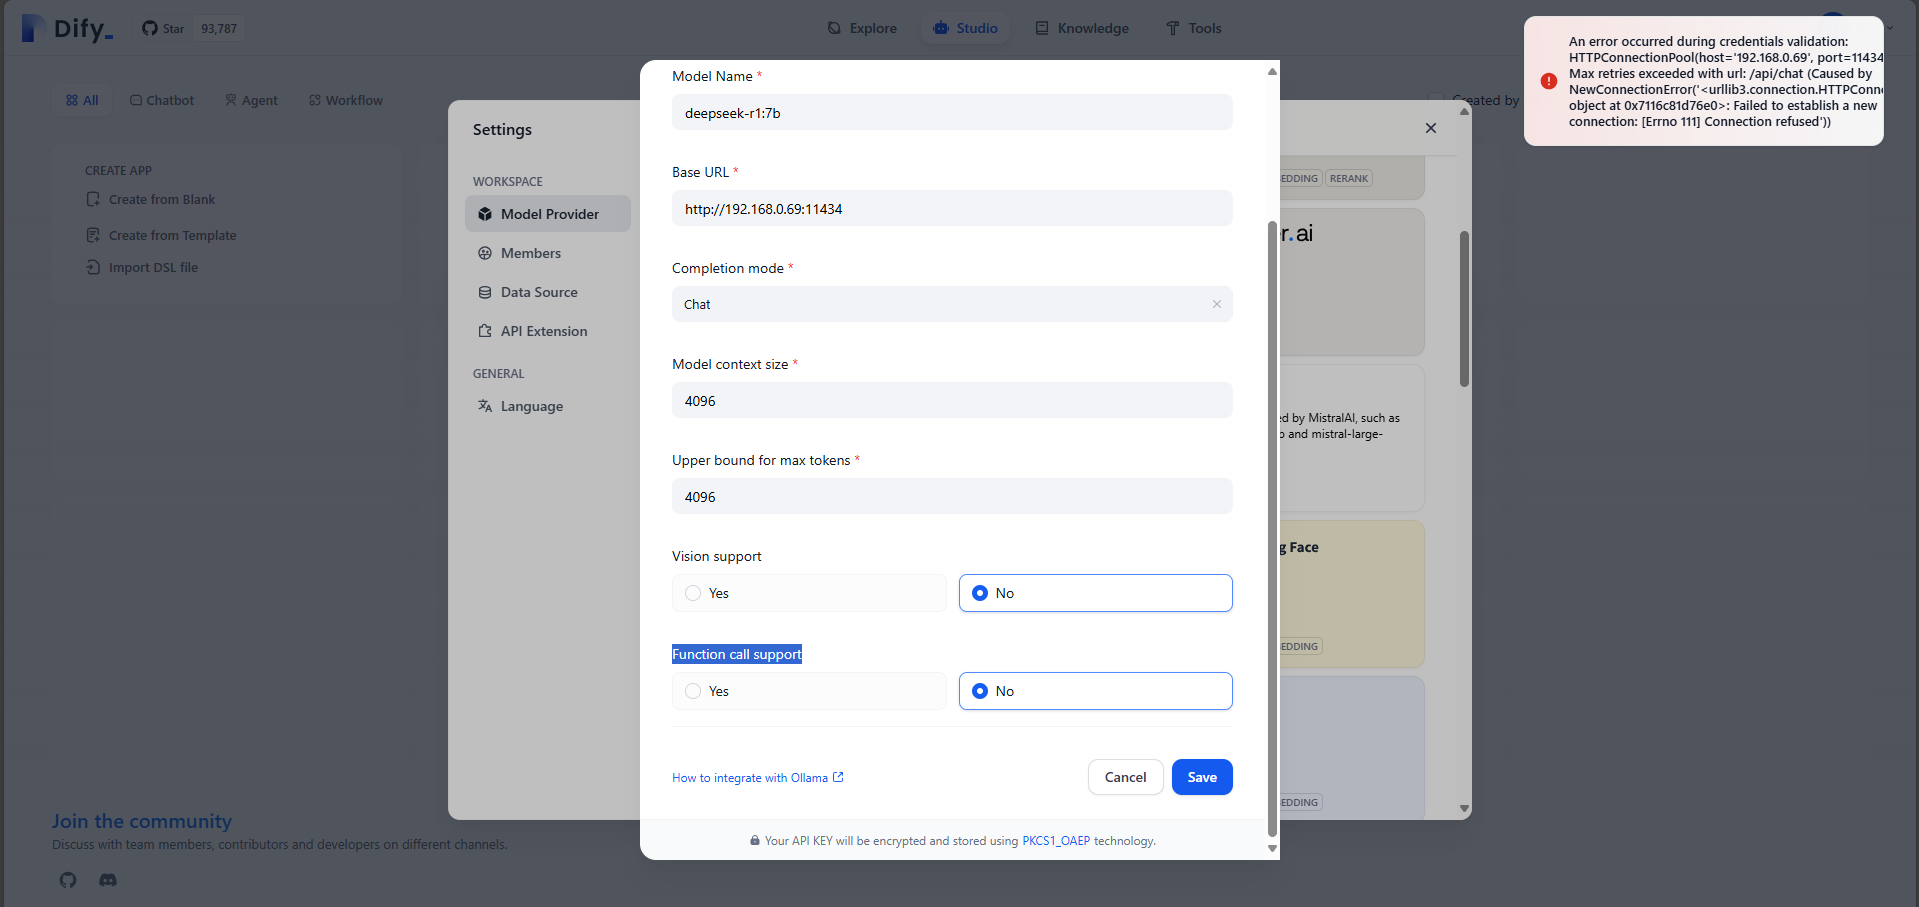 Dify_
Star 93,787
Explore
Studio
Knowledge
Tools
An error occurred during credentials validation:
HTTPConnectionPool(host='192.168.0.69', port=11434
Max retries exceeded with url: /api/chat (Caused by
NewConnectionError('<urllib3.connection.HTTPConne
object at 0x7116c81d76e0>: Failed to establish a new
connection: [Errno 111] Connection refused'))
All
Chatbot
Agent
Workflow
Created by
CREATE APP
Create from Blank
Create from Template
Import DSL file
Settings
WORKSPACE
Model Provider
Members
Data Source
API Extension
GENERAL
Language
Model Name *
deepseek-r1:7b
Base URL *
http://192.168.0.69:11434
Completion mode *
Chat
Model context size *
4096
Upper bound for max tokens *
4096
Vision support
Yes
No
Function call support
Yes
No
How to integrate with Ollama
Cancel
Save
Your API KEY will be encrypted and stored using PKCS1_OAEP technology.
EDDING RERANK
r.ai
ed by MistralAI, such as
and mistral-large-
g Face
EDDING
EDDING
Join the community
Discuss with team members, contributors and developers on different channels.